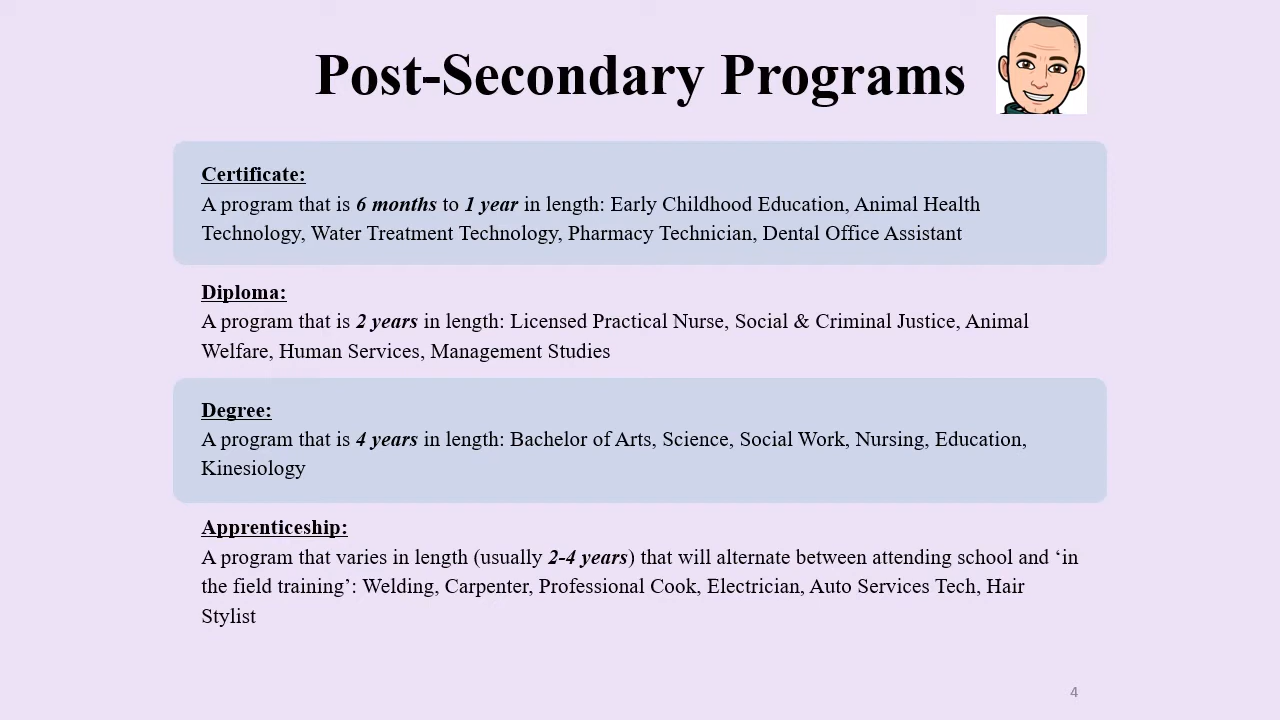 Post-Secondary Programs
Certificate:
A program that is 6 months to 1 year in length: Early Childhood Education, Animal Health
Technology, Water Treatment Technology, Pharmacy Technician, Dental Office Assistant
Diploma:
A program that is 2 years in length: Licensed Practical Nurse, Social & Criminal Justice, Animal
Welfare, Human Services, Management Studies
Degree:
A program that is 4 years in length: Bachelor of Arts, Science, Social Work, Nursing, Education,
Kinesiology
Apprenticeship:
A program that varies in length (usually 2-4 years) that will alternate between attending school and ‘in
the field training’: Welding, Carpenter, Professional Cook, Electrician, Auto Services Tech, Hair
Stylist
4